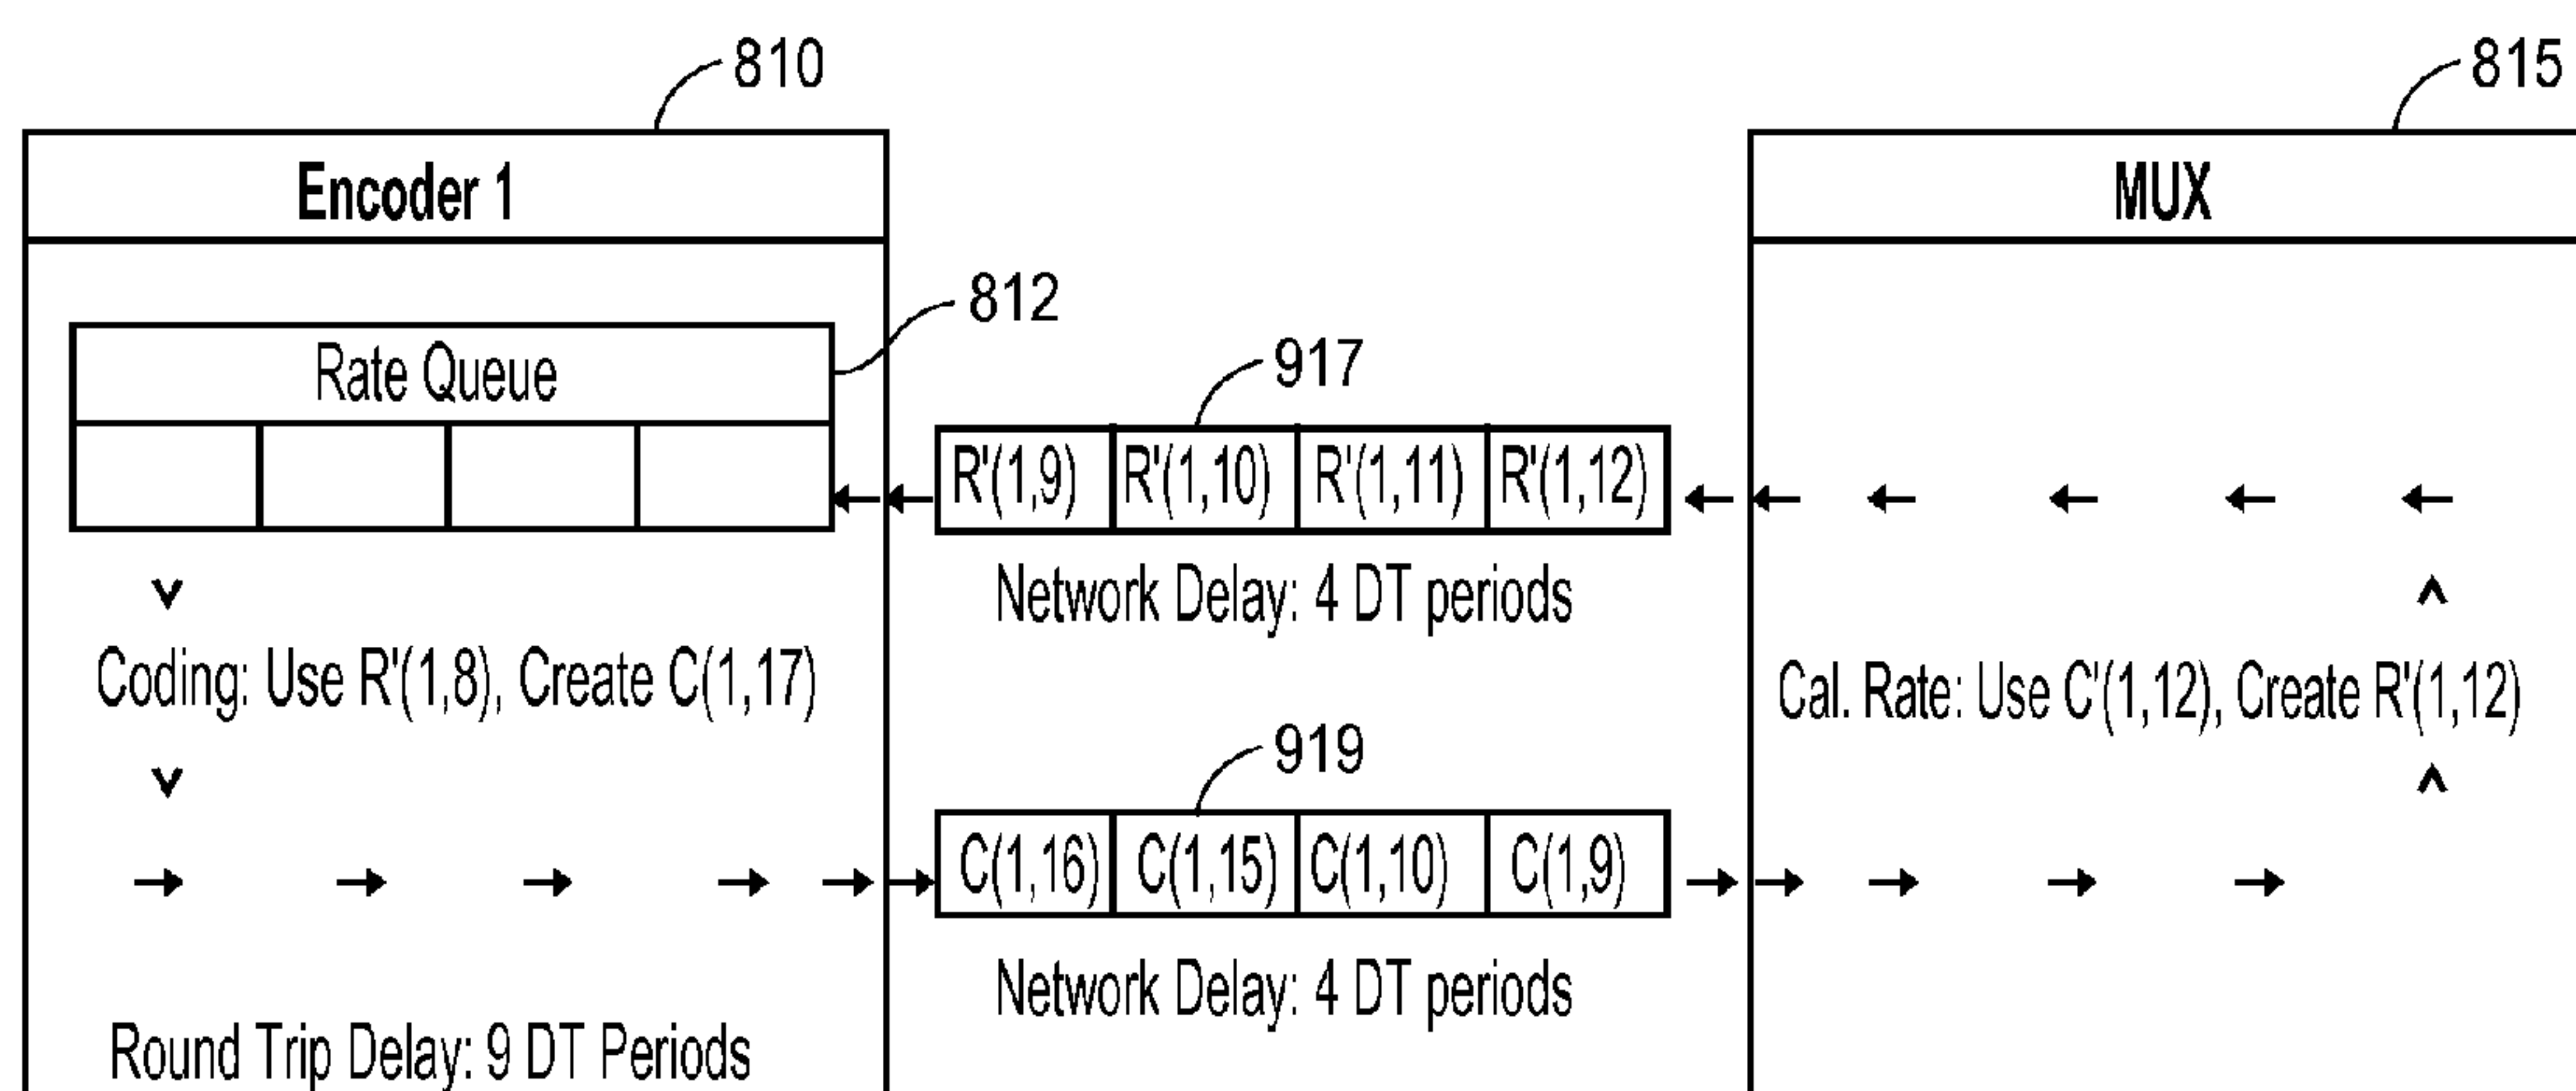 810
815
Encoder 1
MUX
812
Rate Queue
917
R'(1,9) R'(1,10) R'(1,11) R'(1,12)
Network Delay: 4 DT periods
Coding: Use R'(1,8), Create C(1,17)
Cal. Rate: Use C'(1,12), Create R'(1,12)
919
C(1,16) C(1,15) C(1,10) C(1,9)
Network Delay: 4 DT periods
Round Trip Delay: 9 DT Periods